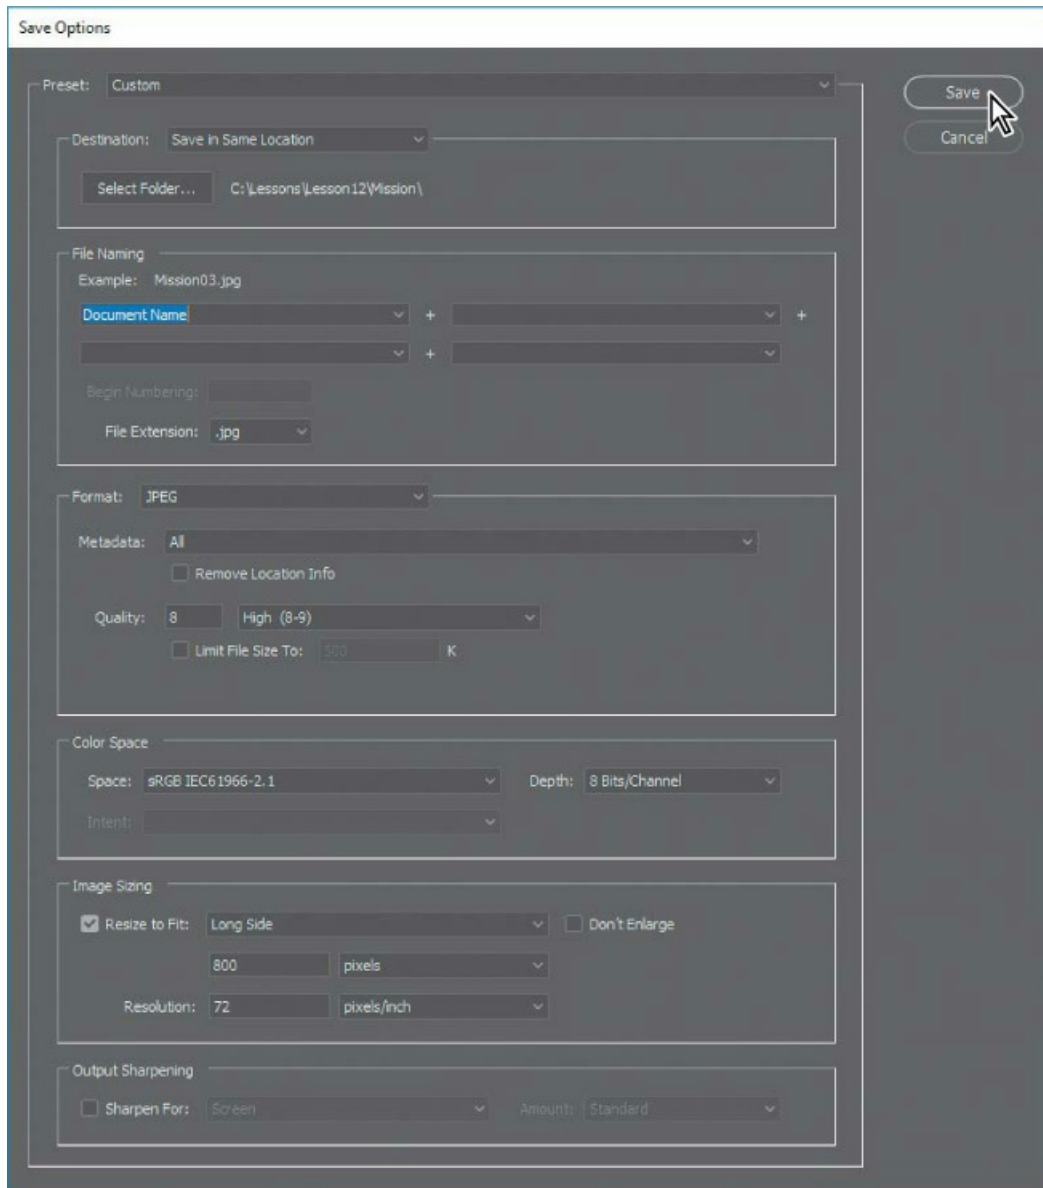 Save Options
Preset: Custom
Save
Cancel
Destination: Save in Same Location
Select Folder... C:\Lessons\Lesson12\Mission\
File Naming
Example: Mission03.jpg
Document Name + +
+
Begin Numbering:
File Extension: .jpg
Format: JPEG
Metadata: All
Remove Location Info
Quality: 8 High (8-9)
Limit File Size To: 500 K
Color Space
Space: sRGB IEC61966-2.1 Depth: 8 Bits/Channel
Intent:
Image Sizing
Resize to Fit: Long Side Don't Enlarge
800 pixels
Resolution: 72 pixels/inch
Output Sharpening
Sharpen For: Screen Amount: Standard